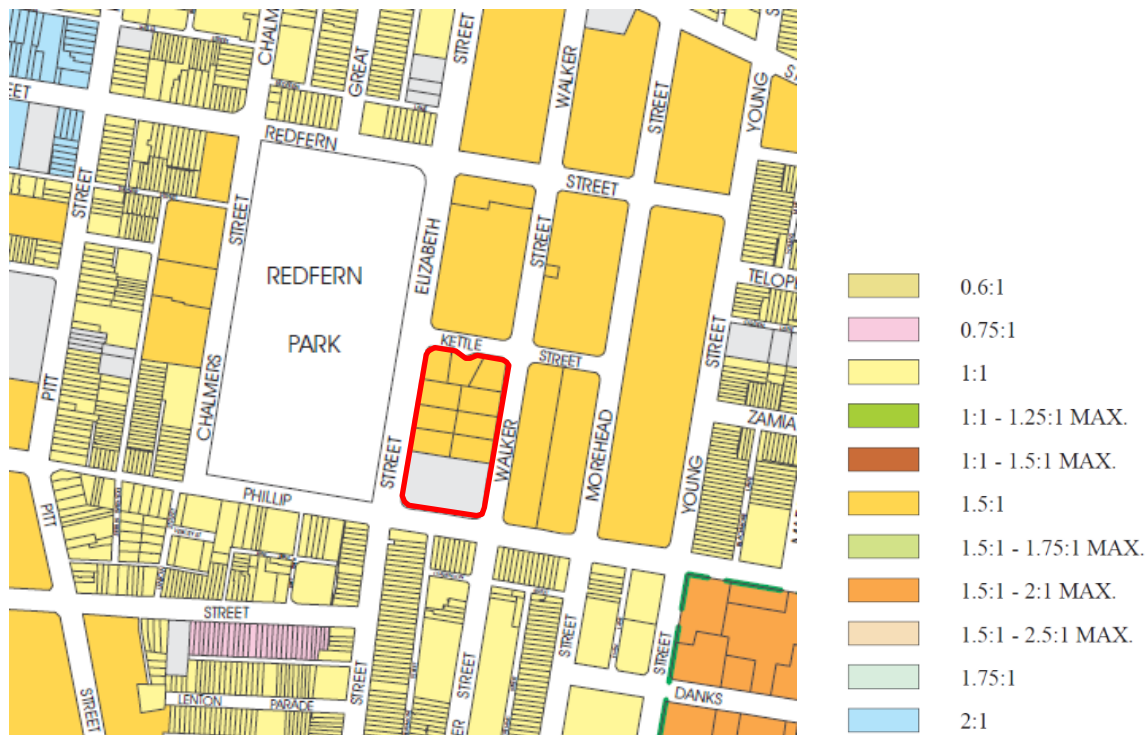 CHALM
GREAT
STREET
WALKER
STREET
YOUNG
EET
REDFERN
STREET
STREET
STREET
STREET
ELIZABETH
REDFERN
PARK
TELOP
KETTLE
STREET
STREET
PITT
CHALMERS
ZAMIA
WALKER
MOREHEAD
STREET
YOUNG
PHILLIP
PITT
STREET
STREET
STREET
STREET
STREET
LENTON
PARADE
DANKS
STREET
ER
0.6:1
0.75:1
1:1
1:1 - 1.25:1 MAX.
1:1 - 1.5:1 MAX.
1.5:1
1.5:1 - 1.75:1 MAX.
1.5:1 - 2:1 MAX.
1.5:1 - 2.5:1 MAX.
1.75:1
2:1